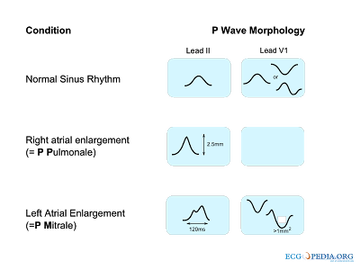 Condition
P Wave Morphology
Lead II
Lead V1
Normal Sinus Rhythm
or
Right atrial enlargement
(= P Pulmonale)
2.5mm
Left Atrial Enlargement
(=P Mitrale)
120ms
>1mm²
ECGPEDIA.ORG